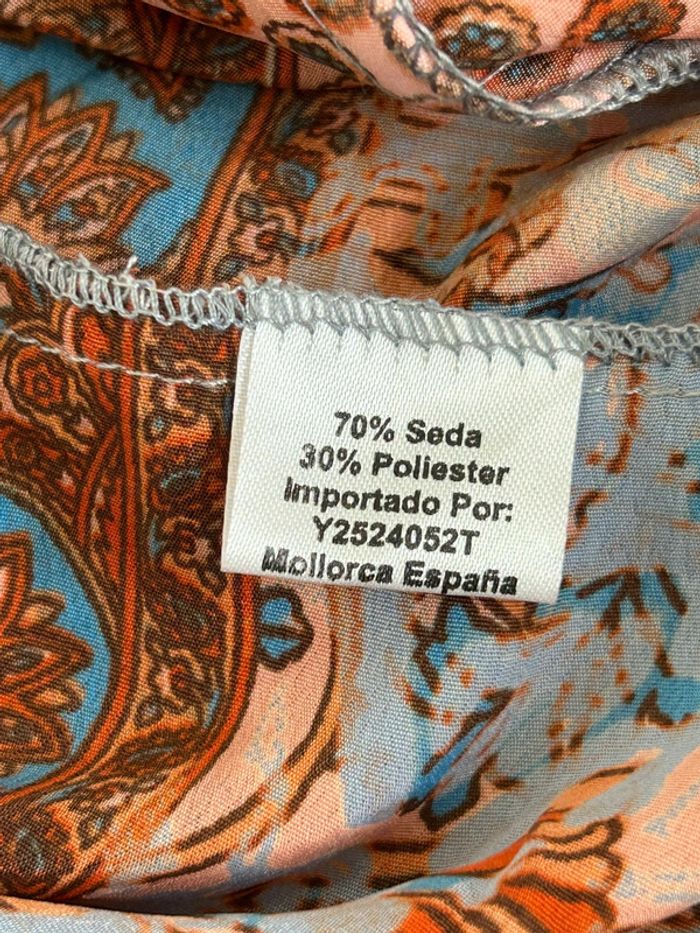 70% Seda
30% Poliester
Importado Por:
Y2524052T
Mollorca España